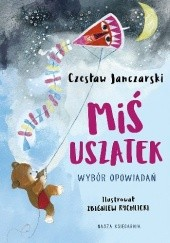 Czesław Janczarski
MIŚ
USZATEK
WYBÓR OPOWIADAŃ
Ilustrował
ZBIGNIEW RYCHLICKI
NASZA KSIĘGARNIA